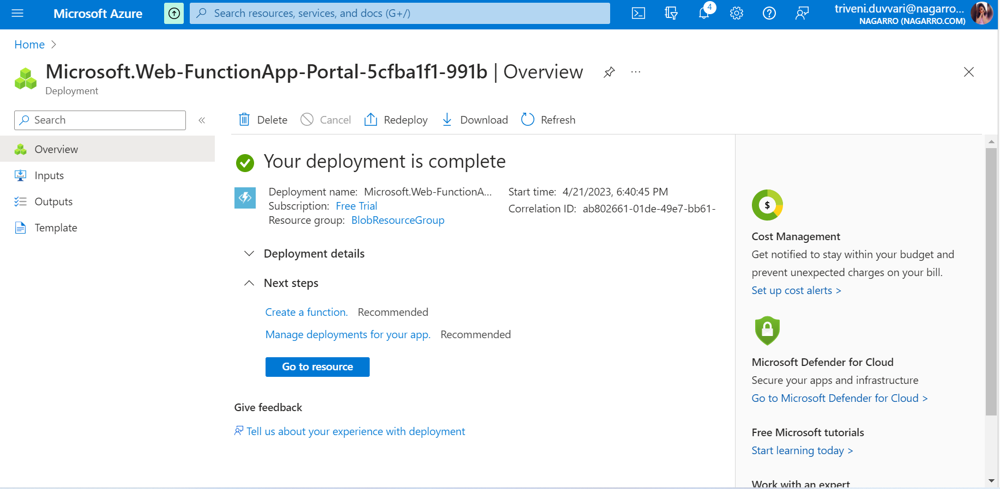 Microsoft Azure
Search resources, services, and docs (G+/)
4
triveni.duvvari@nagarro...
NAGARRO (NAGARRO.COM)
Home
Microsoft.Web-FunctionApp-Portal-5cfba1f1-991b | Overview
Deployment
Search
Delete
Cancel
Redeploy
Download
Refresh
Overview
Inputs
Outputs
Template
Your deployment is complete
Deployment name: Microsoft.Web-FunctionA...
Subscription: Free Trial
Resource group: BlobResourceGroup
Start time: 4/21/2023, 6:40:45 PM
Correlation ID: ab802661-01de-49e7-bb61-
Deployment details
Next steps
Create a function. Recommended
Manage deployments for your app. Recommended
Go to resource
Give feedback
Tell us about your experience with deployment
$
Cost Management
Get notified to stay within your budget and
prevent unexpected charges on your bill.
Set up cost alerts >
Microsoft Defender for Cloud
Secure your apps and infrastructure
Go to Microsoft Defender for Cloud >
Free Microsoft tutorials
Start learning today >
Work with an expert